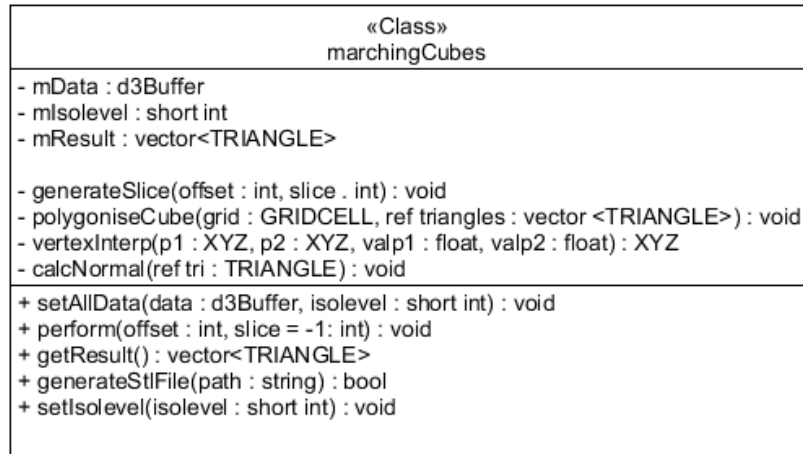 «Class»
marchingCubes
- mData : d3Buffer
- mIsolevel : short int
- mResult : vector<TRIANGLE>
- generateSlice(offset : int, slice . int) : void
- polygoniseCube(grid : GRIDCELL, ref triangles : vector <TRIANGLE>) : void
- vertexInterp(p1 : XYZ, p2 : XYZ, valp1 : float, valp2 : float) : XYZ
- calcNormal(ref tri : TRIANGLE) : void
+ setAllData(data : d3Buffer, isolevel : short int) : void
+ perform(offset : int, slice = -1: int) : void
+ getResult() : vector<TRIANGLE>
+ generateStlFile(path : string) : bool
+ setIsolevel(isolevel : short int) : void